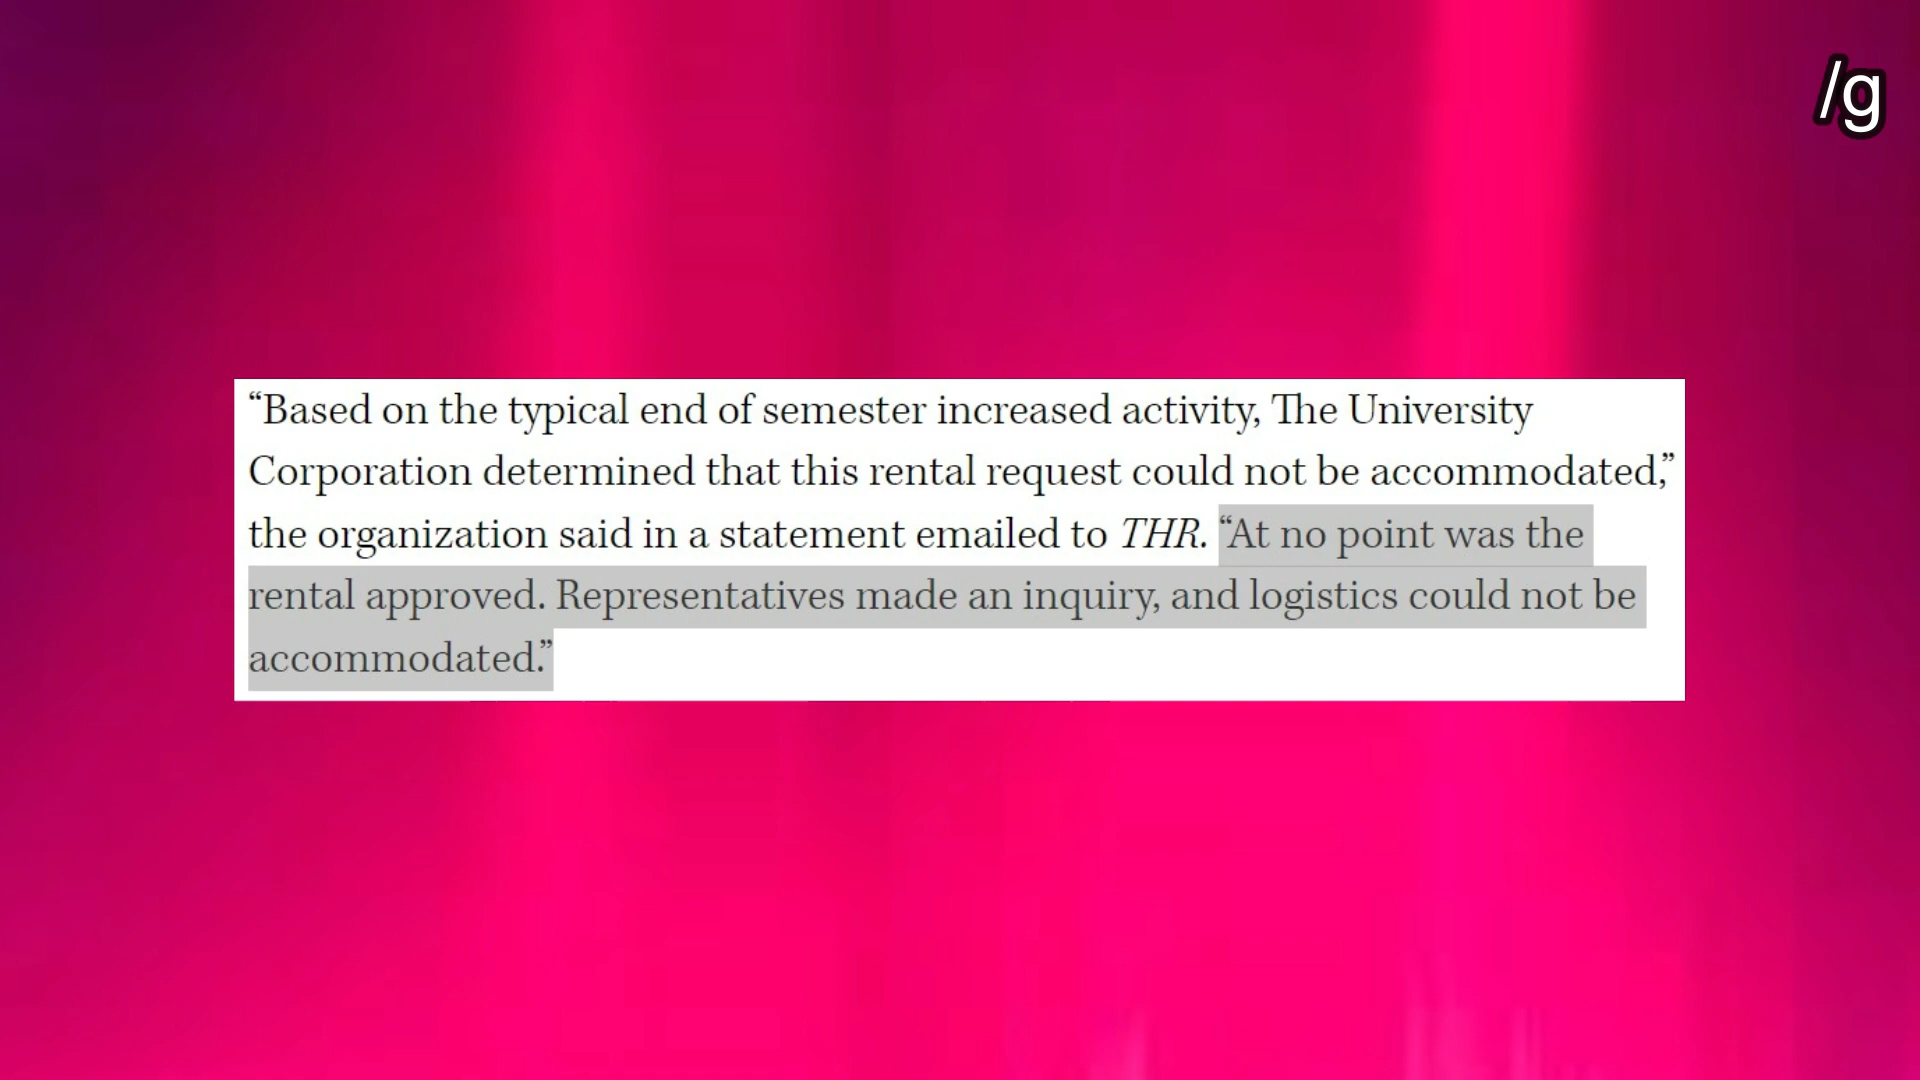 /g
“Based on the typical end of semester increased activity, The University
Corporation determined that this rental request could not be accommodated,”
the organization said in a statement emailed to THR. “At no point was the
rental approved. Representatives made an inquiry, and logistics could not be
accommodated.”